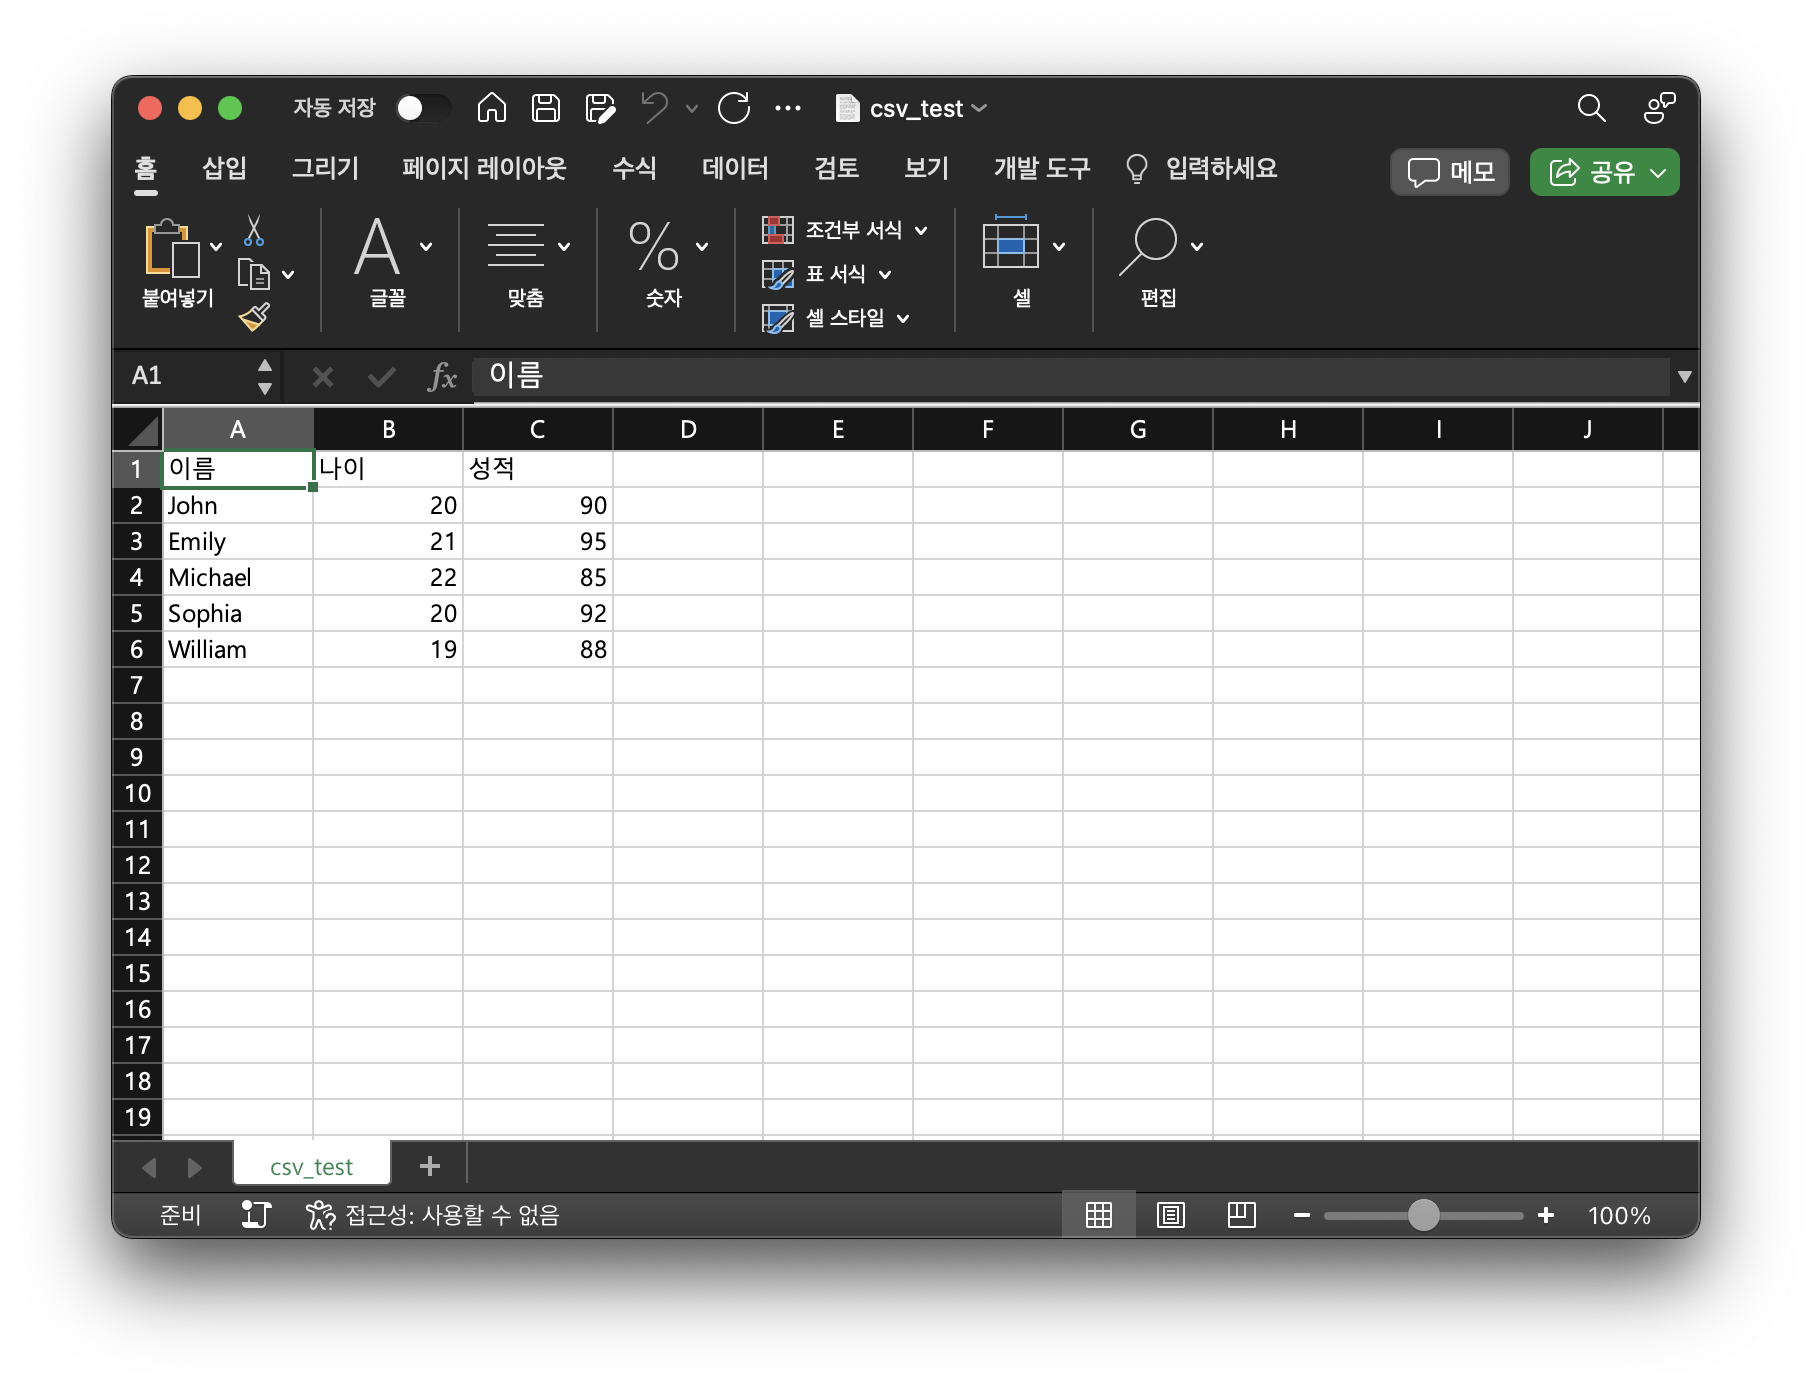 자동 저장 csv_test
홈 삽입 그리기 페이지 레이아웃 수식 데이터 검토 보기 개발 도구 입력하세요 메모 공유
붙여넣기 글꼴 맞춤 % 숫자 조건부 서식 표 서식 셀 스타일 셀 편집
A1 fx 이름
A B C D E F G H I J
1 이름 나이 성적
2 John 20 90
3 Emily 21 95
4 Michael 22 85
5 Sophia 20 92
6 William 19 88
7
8
9
10
11
12
13
14
15
16
17
18
19
csv_test +
준비 접근성: 사용할 수 없음 − + 100%